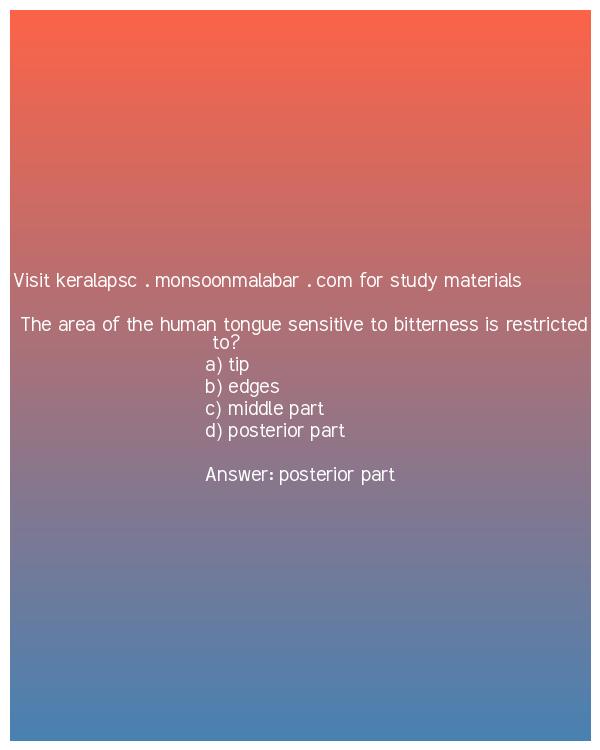 Visit keralapsc . monsoonmalabar . com for study materials
The area of the human tongue sensitive to bitterness is restricted
to?
a) tip
b) edges
c) middle part
d) posterior part
Answer: posterior part